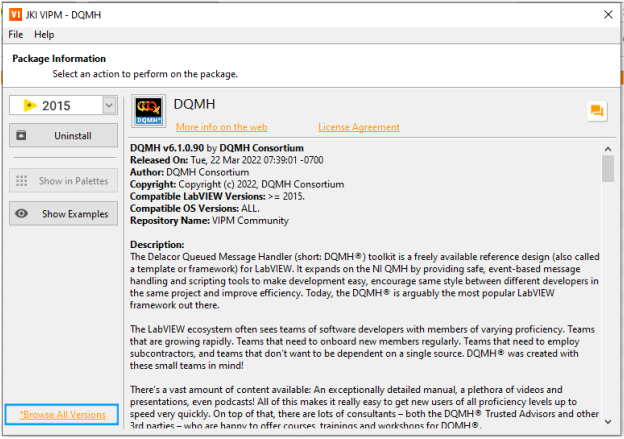 JKI VIPM - DQMH
File Help
Package Information
Select an action to perform on the package.
2015
Uninstall
Show in Palettes
Show Examples
*Browse All Versions
DQMH
DQMH
More info on the web License Agreement
DQMH v6.1.0.90 by DQMH Consortium
Released On: Tue, 22 Mar 2022 07:39:01 -0700
Author: DQMH Consortium
Copyright: Copyright (c) 2022, DQMH Consortium
Compatible LabVIEW Versions: >= 2015.
Compatible OS Versions: ALL.
Repository Name: VIPM Community
Description:
The Delacor Queued Message Handler (short: DQMH®) toolkit is a freely available reference design (also called
a template or framework) for LabVIEW. It expands on the NI QMH by providing safe, event-based message
handling and scripting tools to make development easy, encourage same style between different developers in
the same project and improve efficiency. Today, the DQMH® is arguably the most popular LabVIEW
framework out there.
The LabVIEW ecosystem often sees teams of software developers with members of varying proficiency. Teams
that are growing rapidly. Teams that need to onboard new members regularly. Teams that need to employ
subcontractors, and teams that don't want to be dependent on a single source. DQMH® was created with
these small teams in mind!
There's a vast amount of content available: An exceptionally detailed manual, a plethora of videos and
presentations, even podcasts! All of this makes it really easy to get new users of all proficiency levels up to
speed very quickly. On top of that, there are lots of consultants – both the DQMH® Trusted Advisors and other
3rd parties – who are happy to offer courses, trainings and workshops for DQMH®.